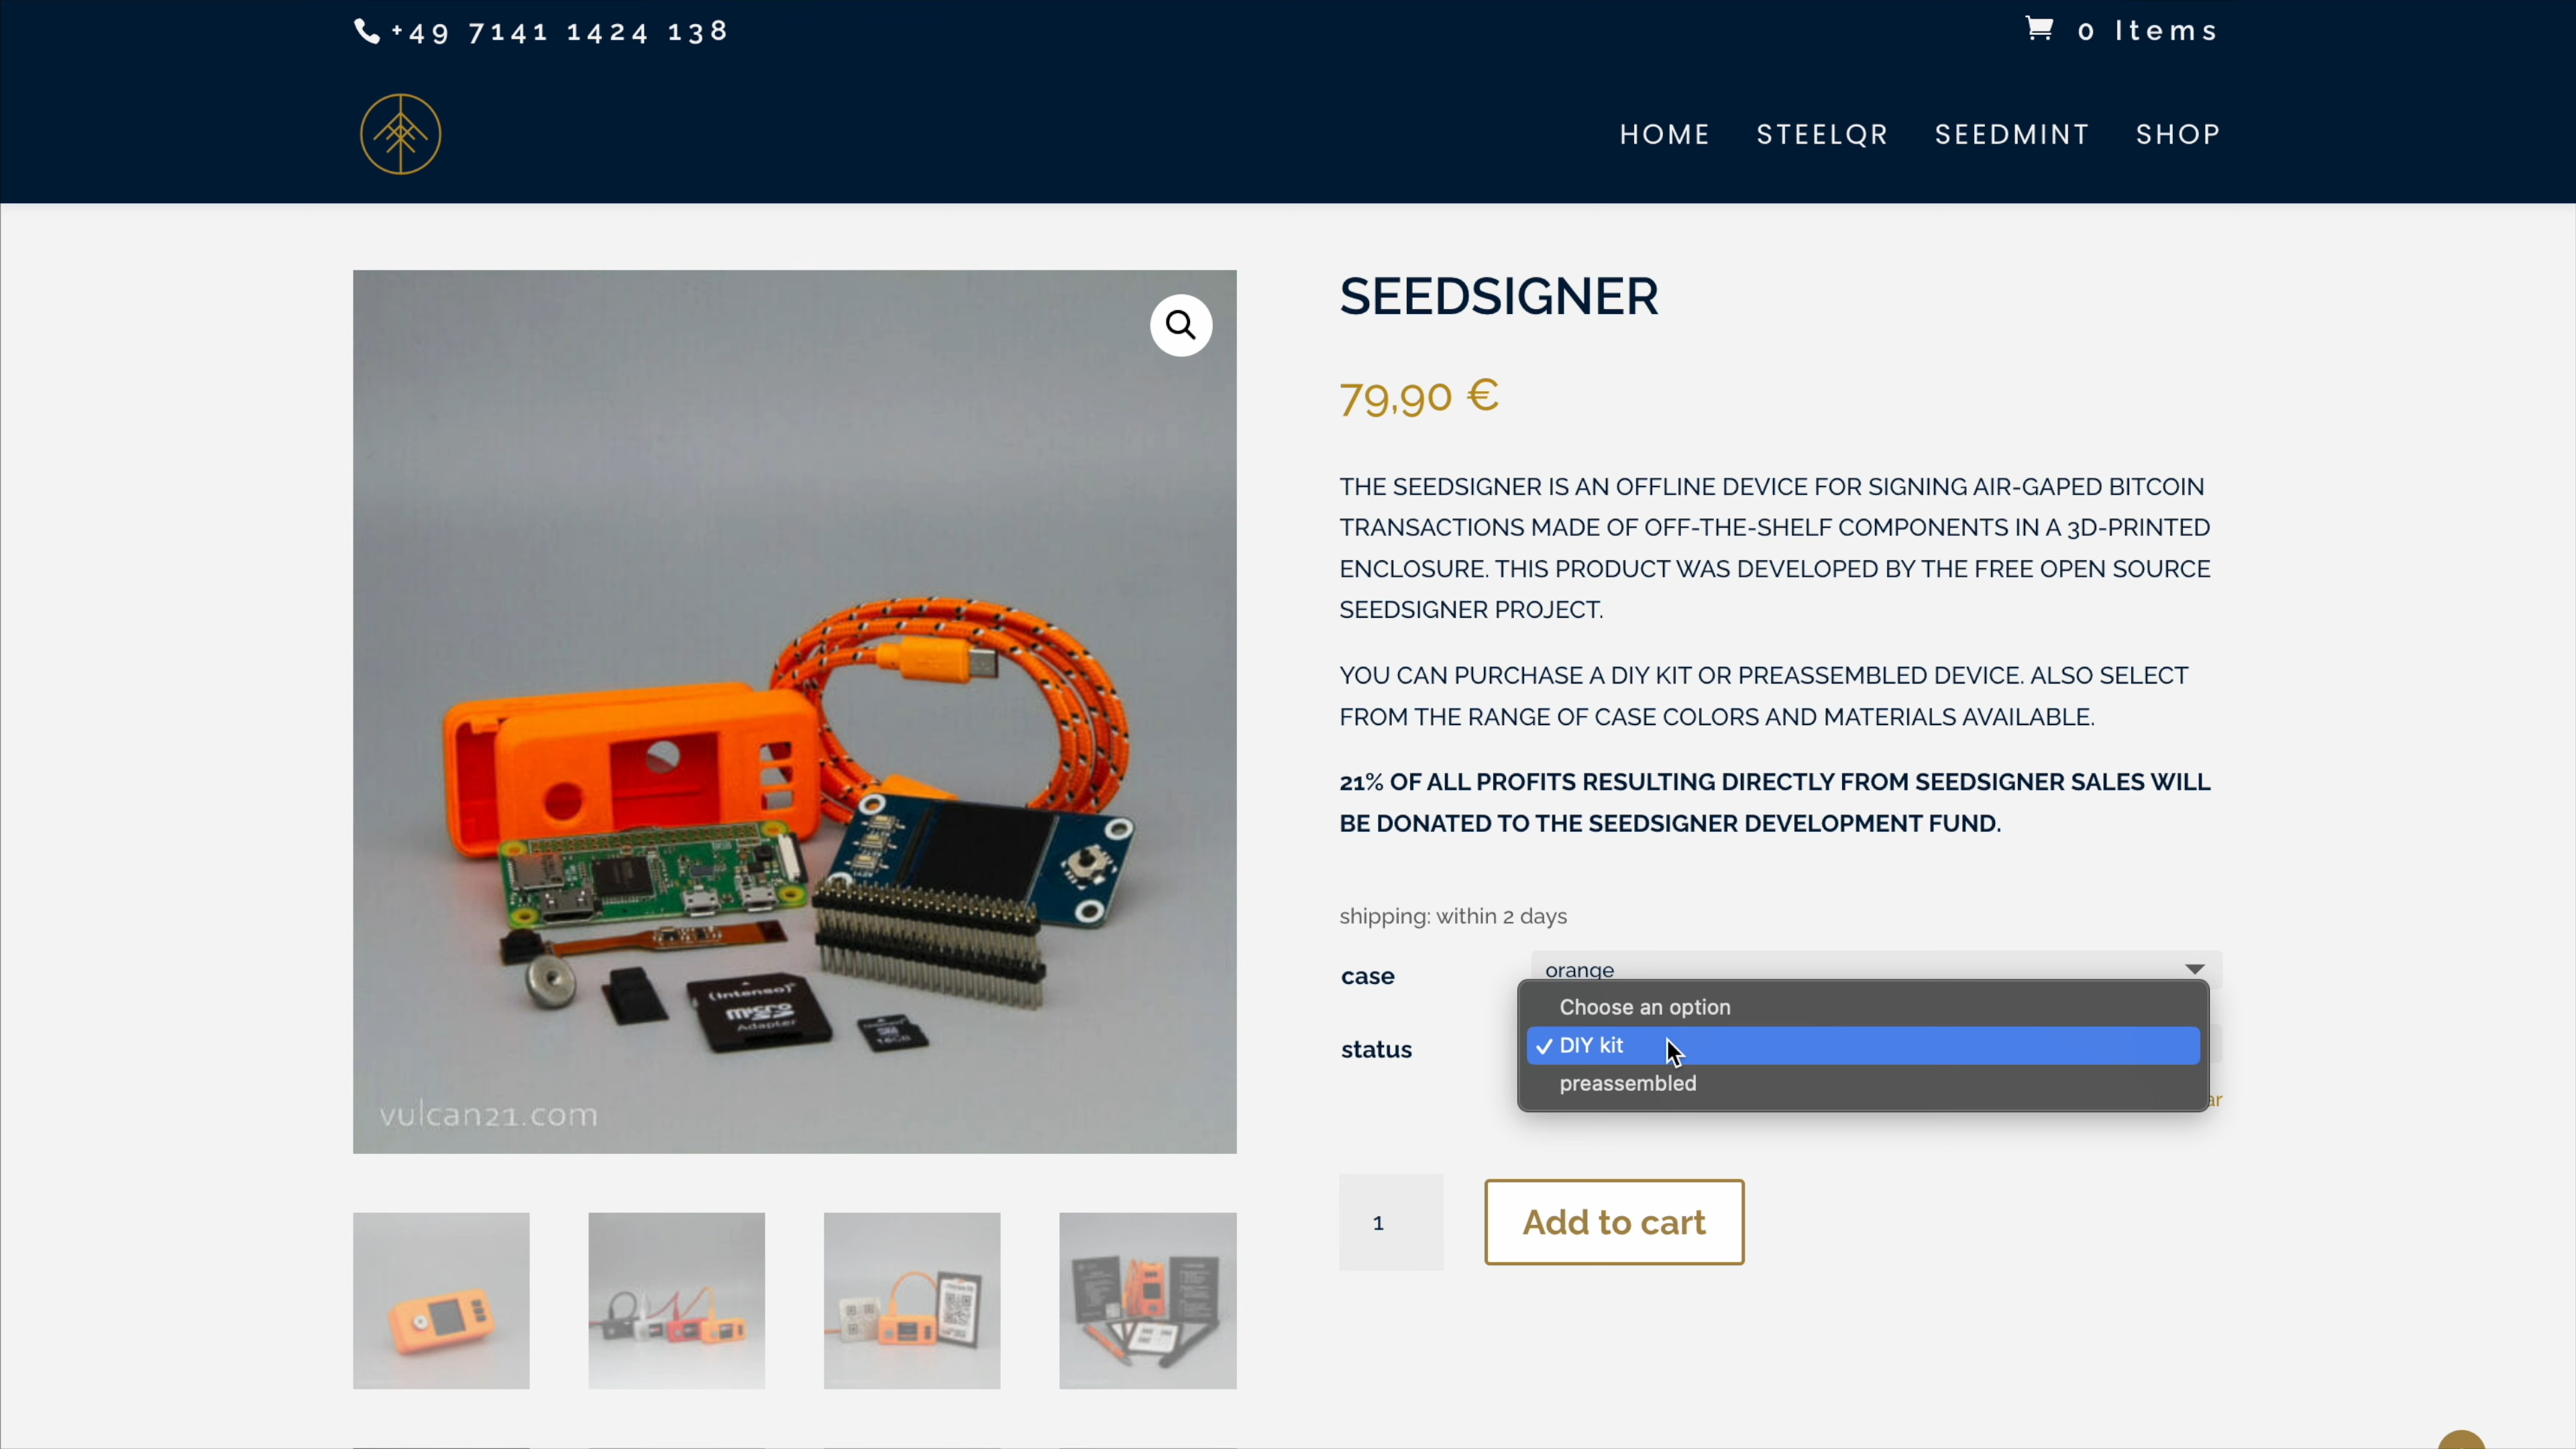 +49 7141 1424 138
0 Items
HOME STEELQR SEEDMINT SHOP
SEEDSIGNER
79,90 €
THE SEEDSIGNER IS AN OFFLINE DEVICE FOR SIGNING AIR-GAPED BITCOIN
TRANSACTIONS MADE OF OFF-THE-SHELF COMPONENTS IN A 3D-PRINTED
ENCLOSURE. THIS PRODUCT WAS DEVELOPED BY THE FREE OPEN SOURCE
SEEDSIGNER PROJECT.
YOU CAN PURCHASE A DIY KIT OR PREASSEMBLED DEVICE. ALSO SELECT
FROM THE RANGE OF CASE COLORS AND MATERIALS AVAILABLE.
21% OF ALL PROFITS RESULTING DIRECTLY FROM SEEDSIGNER SALES WILL
BE DONATED TO THE SEEDSIGNER DEVELOPMENT FUND.
shipping: within 2 days
case orange
Choose an option
status
✓ DIY kit
preassembled
1
Add to cart
(intenso)
micro
Adapter
vulcan21.com